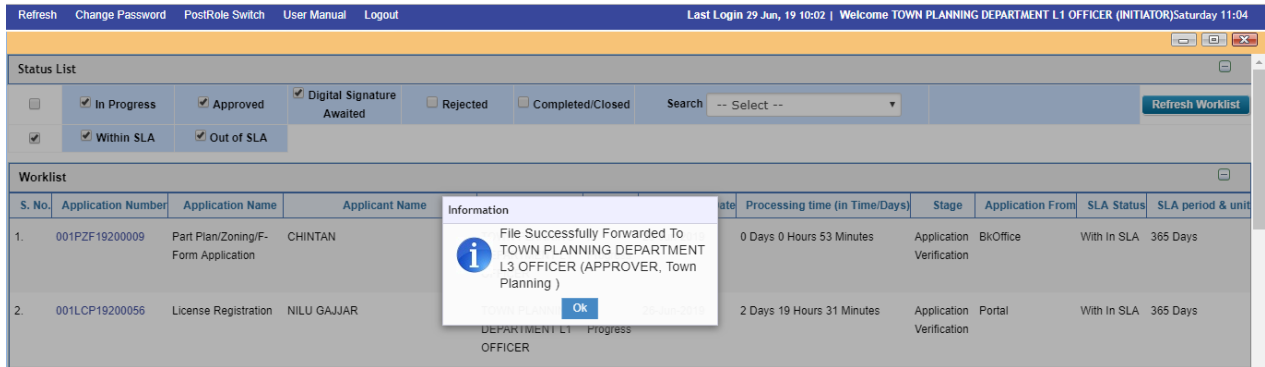 Refresh Change Password PostRole Switch User Manual Logout Last Login 29 Jun, 19 10:02 | Welcome TOWN PLANNING DEPARTMENT L1 OFFICER (INITIATOR)Saturday 11:04
Status List
In Progress Approved Digital Signature Awaited Rejected Completed/Closed Search -- Select -- Refresh Worklist
Within SLA Out of SLA
Worklist
S. No. Application Number Application Name Applicant Name Date Processing time (in Time/Days) Stage Application From SLA Status SLA period & unit
1. 001PZF19200009 Part Plan/Zoning/F-Form Application CHINTAN 0 Days 0 Hours 53 Minutes Application Verification BkOffice With In SLA 365 Days
Information
File Successfully Forwarded To
TOWN PLANNING DEPARTMENT
L3 OFFICER (APPROVER, Town
Planning )
Ok
2. 001LCP19200056 License Registration NILU GAJJAR 2 Days 19 Hours 31 Minutes Application Verification Portal With In SLA 365 Days
DEPARTMENT L1 Progress
OFFICER